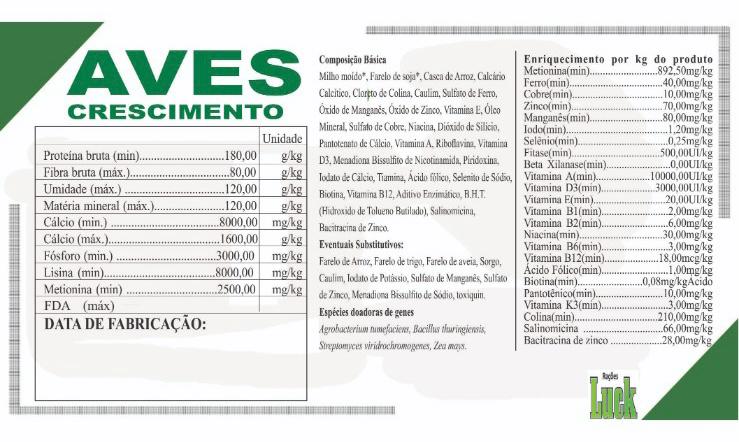 AVES
CRESCIMENTO
Unidade
Proteína bruta (min)..............................180,00 g/kg
Fibra bruta (máx.)..................................80,00 g/kg
Umidade (máx.) ...................................120,00 g/kg
Matéria mineral (máx.)..........................120,00 g/kg
Cálcio (min.) ......................................8000,00 mg/kg
Cálcio (máx.).......................................1600,00 g/kg
Fósforo (min.)......................................3000,00 mg/kg
Lisina (min).........................................8000,00 mg/kg
Metionina (min) ..................................2500,00 mg/kg
FDA (máx)
DATA DE FABRICAÇÃO:
Composição Básica
Milho moído*, Farelo de soja*, Casca de Arroz, Calcário
Calcítico, Cloreto de Colina, Caulim, Sulfato de Ferro,
Óxido de Manganês, Óxido de Zinco, Vitamina E, Óleo
Mineral, Sulfato de Cobre, Niacina, Dióxido de Silício,
Pantotenato de Cálcio, Vitamina A, Riboflavina, Vitamina
D3, Menadiona Bissulfito de Nicotinamida, Piridoxina,
Iodato de Cálcio, Tiamina, Ácido fólico, Selenito de Sódio,
Biotina, Vitamina B12, Aditivo Enzimático, B.H.T.
(Hidroxido de Tolueno Butilado), Salinomicina,
Bacitracina de Zinco.
Eventuais Substitutivos:
Farelo de Arroz, Farelo de trigo, Farelo de aveia, Sorgo,
Caulim, Iodato de Potássio, Sulfato de Manganês, Sulfato
de Zinco, Menadiona Bissulfito de Sódio, toxiquin.
Espécies doadoras de genes
Agrobacterium tumefaciens, Bacillus thuringiensis,
Streptomyces viridrochromogenes, Zea mays.
Enriquecimento por kg do produto
Metionina(min)......................892,50mg/kg
Ferro(min)..............................40,00mg/kg
Cobre(min).............................10,00mg/kg
Zinco(min)..............................70,00mg/kg
Manganês(min).......................80,00mg/kg
Iodo(min)................................1,20mg/kg
Selênio(min)...........................0,25mg/kg
Fitase(min)............................500,00UI/kg
Beta Xilanase(min)....................0,00UI/kg
Vitamina A(min)..................10000,00UI/kg
Vitamina D3(min)..................3000,00UI/kg
Vitamina E(min).......................20,00UI/kg
Vitamina B1(min)......................2,00mg/kg
Vitamina B2(min)......................6,00mg/kg
Niacina(min)...........................30,00mg/kg
Vitamina B6(min)......................3,00mg/kg
Vitamina B12(min).................18,00mcg/kg
Ácido Fólico(min)......................1,00mg/kg
Biotina(min)....................0,08mg/kgÁcido
Pantotênico(min).....................10,00mg/kg
Vitamina K3(min)......................3,00mg/kg
Colina(min)...........................210,00mg/kg
Salinomicina ..........................66,00mg/kg
Bacitracina de zinco ................28,00mg/kg
Rações
Luck